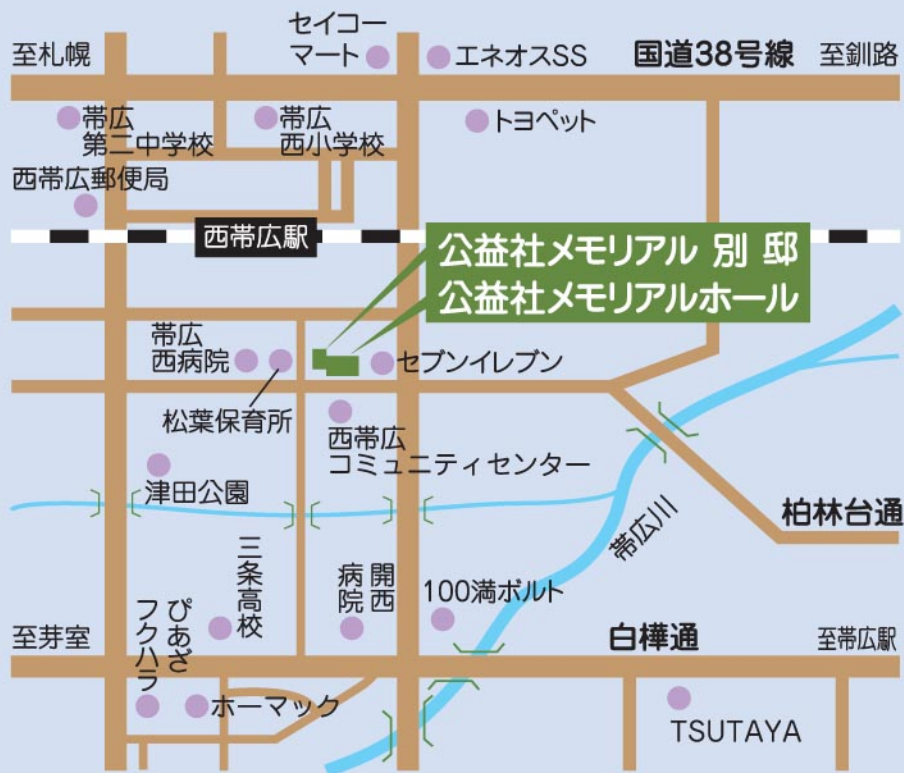 セイコー
マート
エネオスSS
国道38号線
至札幌
至釧路
帯広
第二中学校
帯広
西小学校
トヨペット
西帯広郵便局
西帯広駅
公益社メモリアル 別 邸
公益社メモリアルホール
帯広
西病院
セブンイレブン
松葉保育所
西帯広
コミュニティセンター
津田公園
柏林台通
帯広川
三条高校
開西
病院
100満ボルト
至芽室
ぴあざ
フクハラ
白樺通
至帯広駅
ホーマック
TSUTAYA